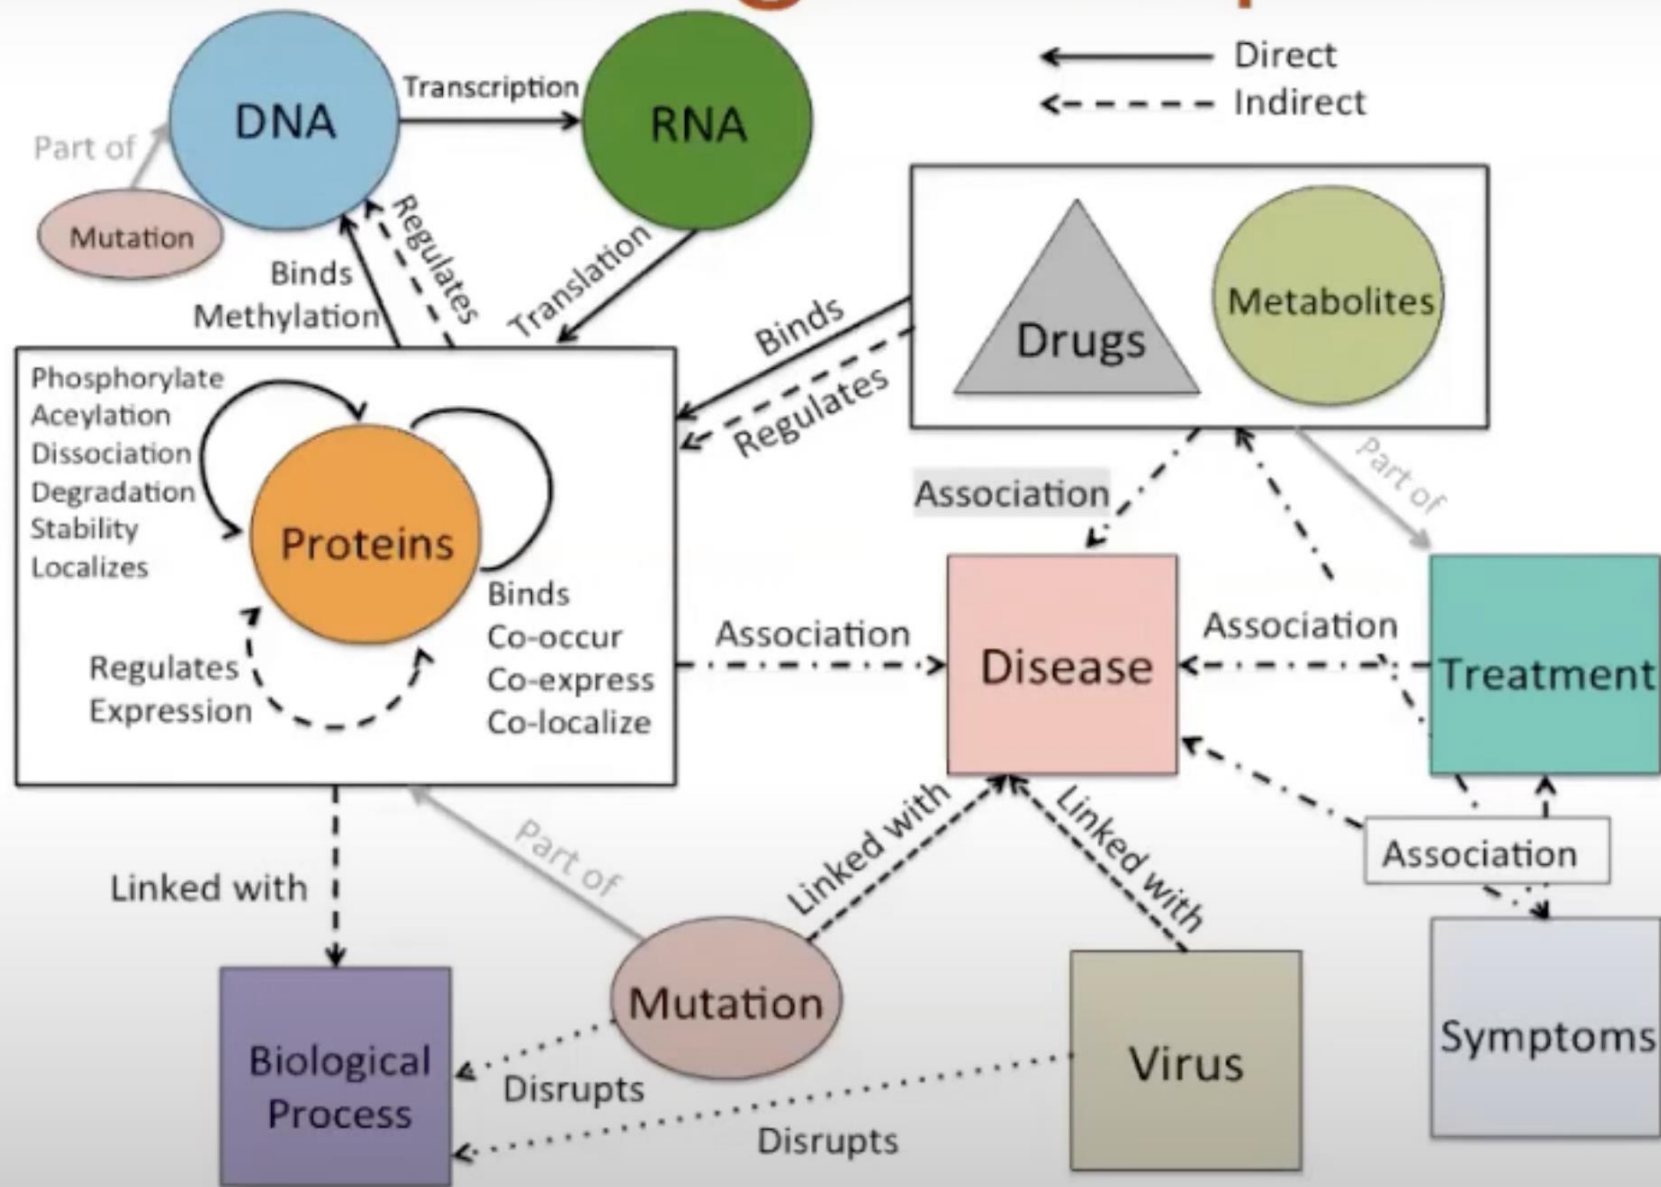 Direct
Indirect
DNA
Transcription
RNA
Part of
Mutation
Binds
Methylation
Regulates
Translation
Drugs
Metabolites
Binds
Regulates
Phosphorylate
Aceylation
Dissociation
Degradation
Stability
Localizes
Proteins
Binds
Co-occur
Co-express
Co-localize
Regulates
Expression
Association
Part of
Association
Disease
Association
Treatment
Linked with
Part of
Linked with
Linked with
Association
Biological
Process
Mutation
Disrupts
Disrupts
Virus
Symptoms